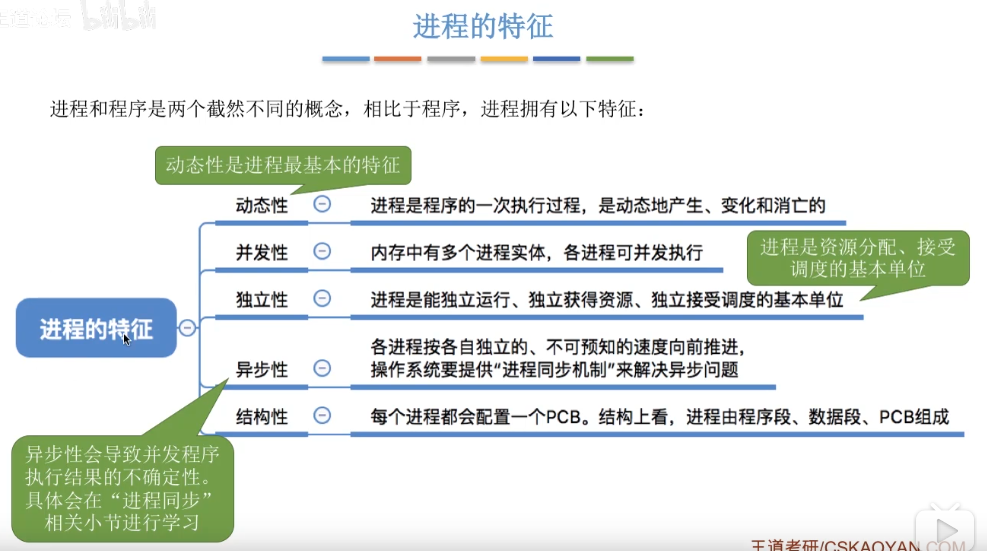 bilibili
进程的特征
进程和程序是两个截然不同的概念，相比于程序，进程拥有以下特征：
动态性是进程最基本的特征
动态性
进程是程序的一次执行过程，是动态地产生、变化和消亡的
并发性
内存中有多个进程实体，各进程可并发执行
进程是资源分配、接受
调度的基本单位
独立性
进程是能独立运行、独立获得资源、独立接受调度的基本单位
进程的特征
异步性
各进程按各自独立的、不可预知的速度向前推进，
操作系统要提供“进程同步机制”来解决异步问题
结构性
每个进程都会配置一个PCB。结构上看，进程由程序段、数据段、PCB组成
异步性会导致并发程序
执行结果的不确定性。
具体会在“进程同步”
相关小节进行学习
王道考研/CSKAOYAN.COM